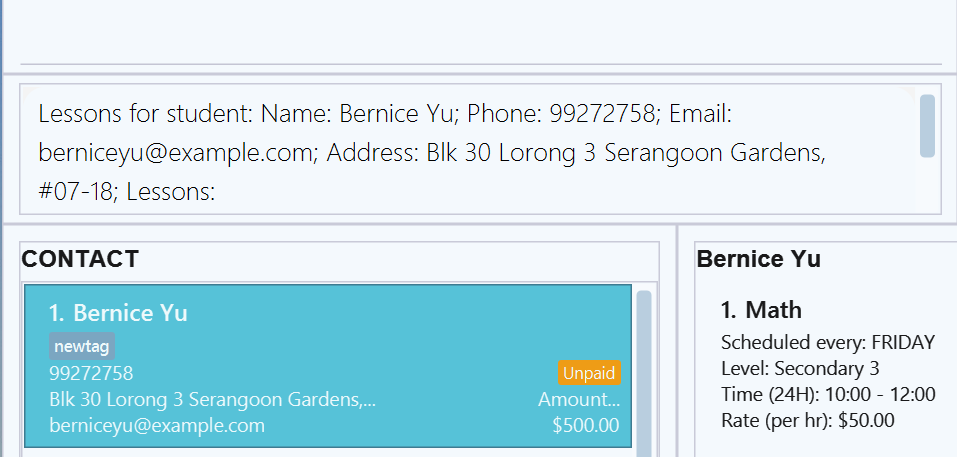 Lessons for student: Name: Bernice Yu; Phone: 99272758; Email:
berniceyu@example.com; Address: Blk 30 Lorong 3 Serangoon Gardens,
#07-18; Lessons:
CONTACT
1. Bernice Yu
newtag
99272758
Unpaid
Blk 30 Lorong 3 Serangoon Gardens,...
Amount...
berniceyu@example.com
$500.00
Bernice Yu
1. Math
Scheduled every: FRIDAY
Level: Secondary 3
Time (24H): 10:00 - 12:00
Rate (per hr): $50.00